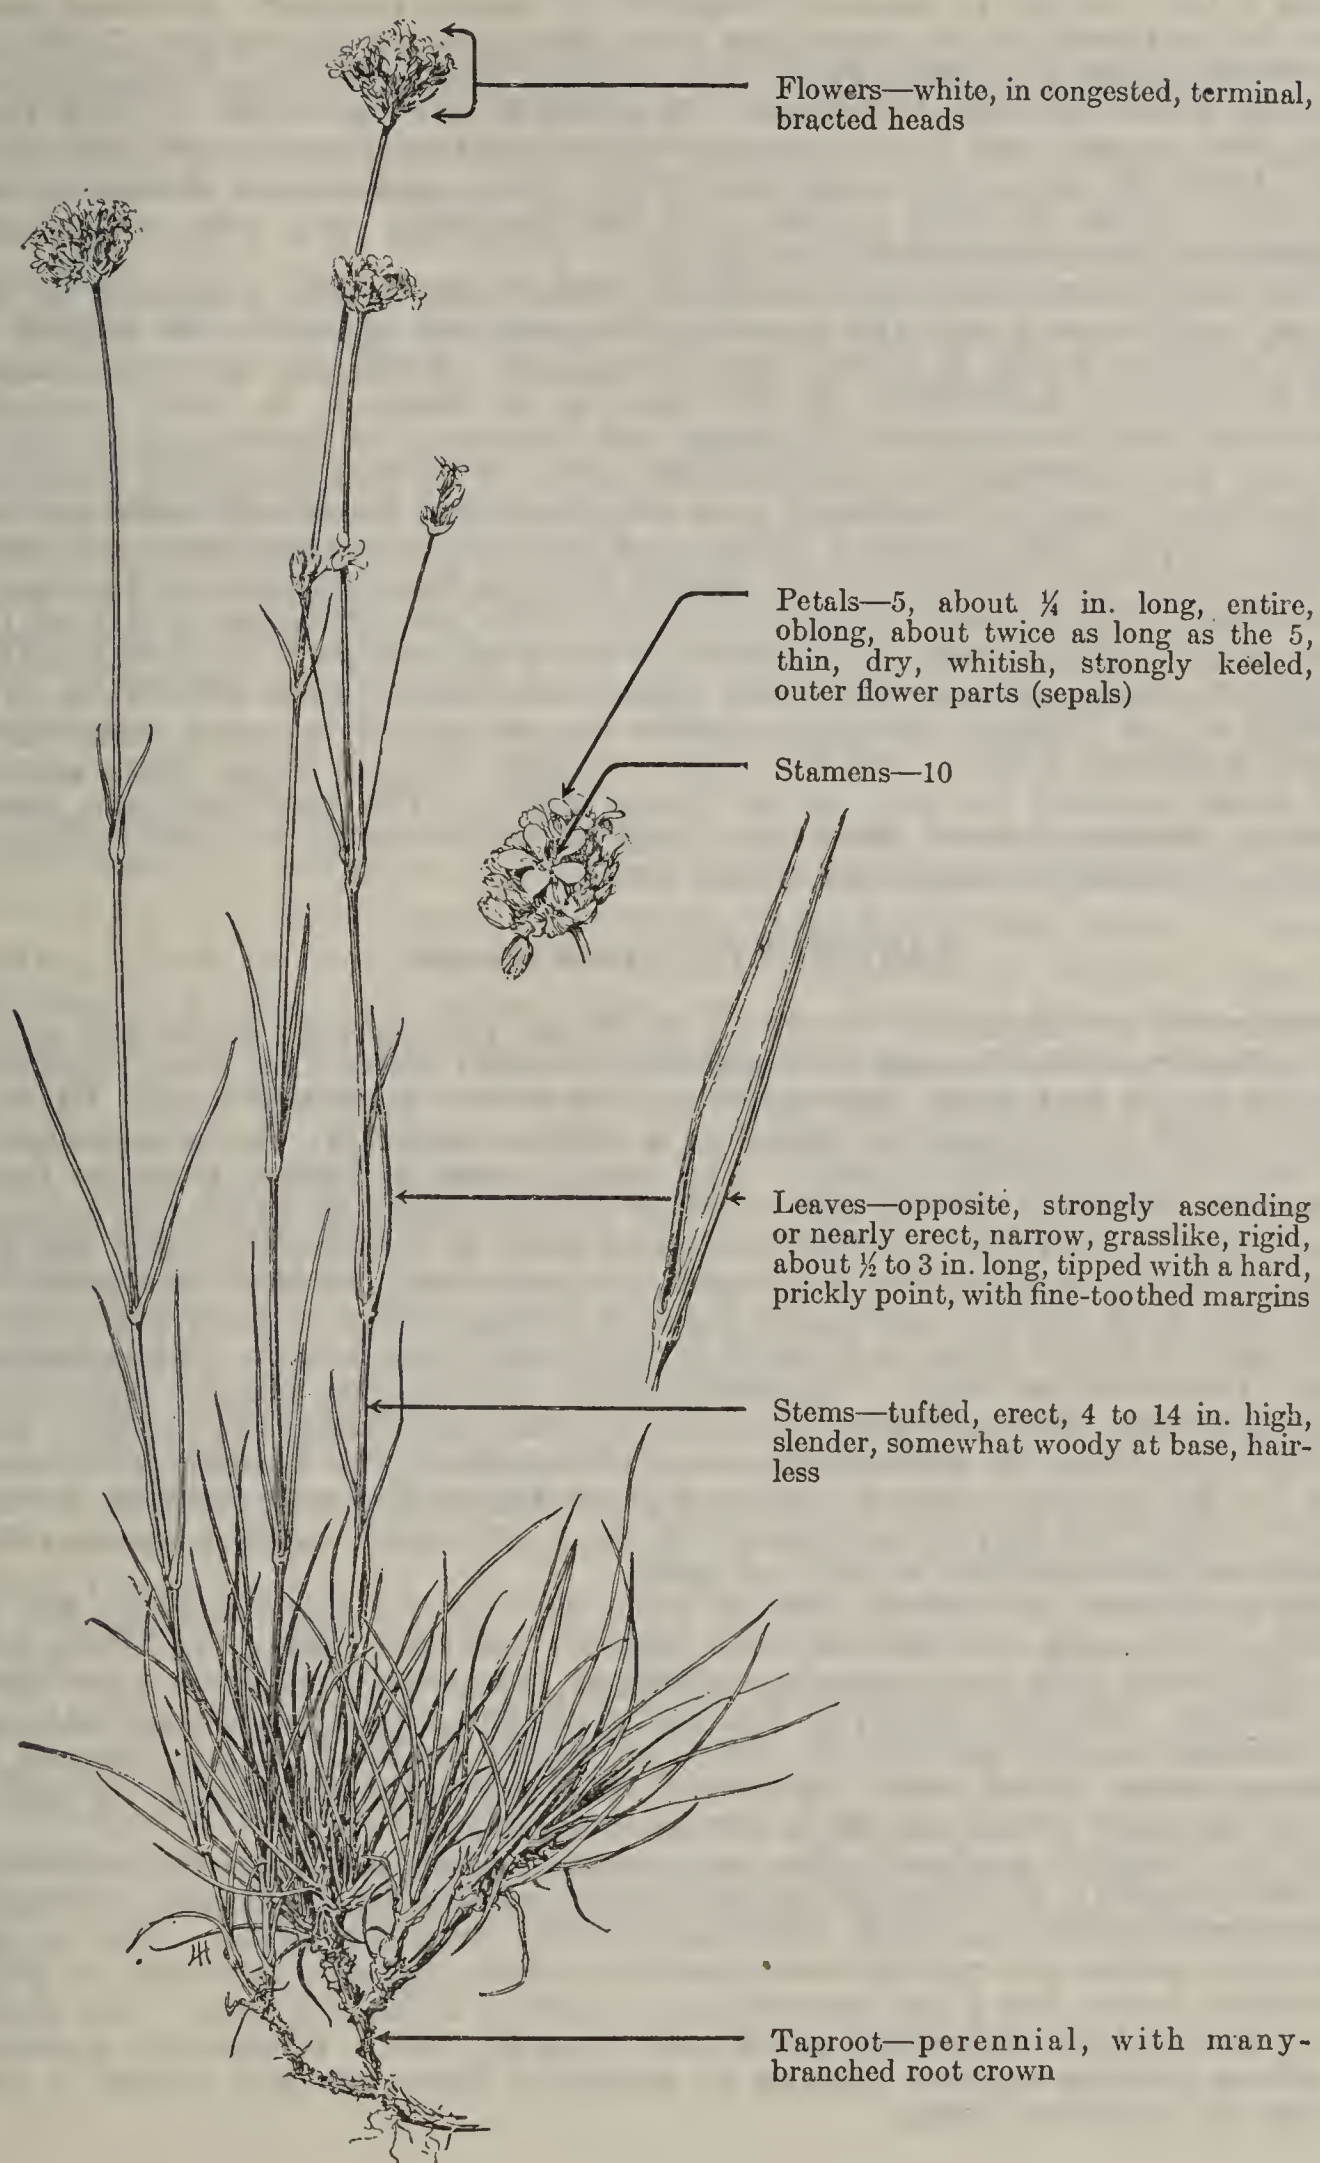 Flowers—white, in congested, terminal,
bracted heads
Petals—5, about ¼ in. long, entire,
oblong, about twice as long as the 5,
thin, dry, whitish, strongly keeled,
outer flower parts (sepals)
Stamens—10
Leaves—opposite, strongly ascending
or nearly erect, narrow, grasslike, rigid,
about ½ to 3 in. long, tipped with a hard,
prickly point, with fine-toothed margins
Stems—tufted, erect, 4 to 14 in. high,
slender, somewhat woody at base, hair-
less
Taproot—perennial, with many-
branched root crown